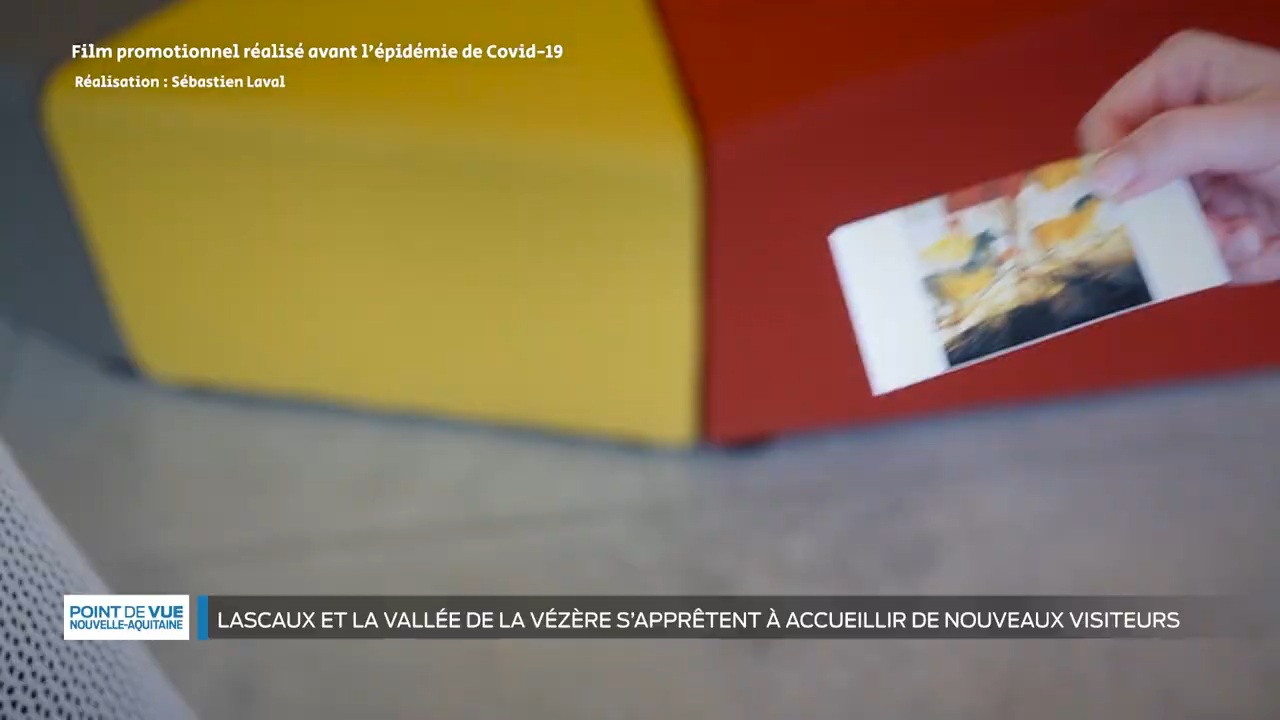 Film promotionnel réalisé avant l'épidémie de Covid-19
Réalisation : Sébastien Laval
POINT DE VUE
NOUVELLE-AQUITAINE
LASCAUX ET LA VALLÉE DE LA VÉZÈRE S'APPRÊTENT À ACCUEILLIR DE NOUVEAUX VISITEURS